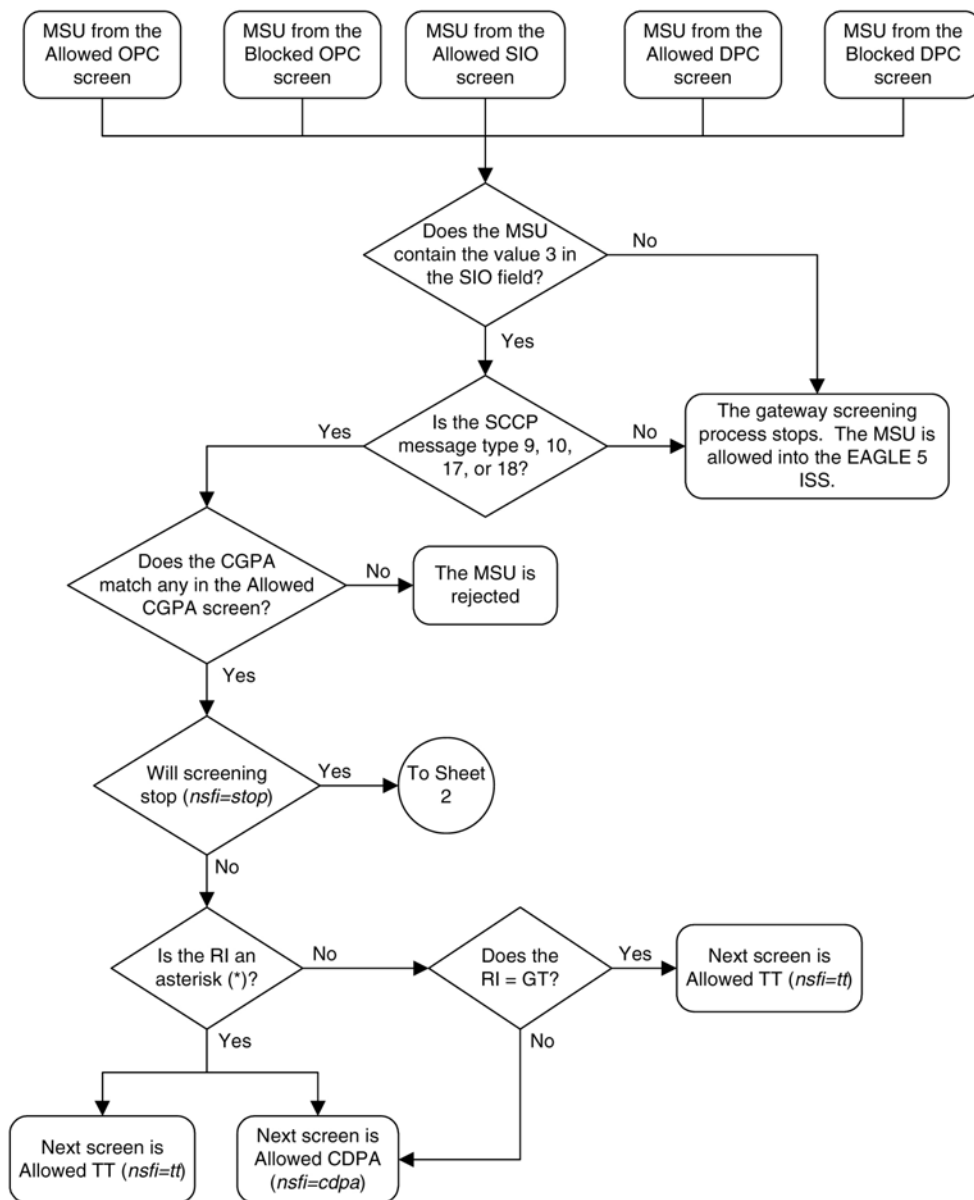 MSU from the
Allowed OPC
screen
MSU from the
Blocked OPC
screen
MSU from the
Allowed SIO
screen
MSU from the
Allowed DPC
screen
MSU from the
Blocked DPC
screen
Does the MSU
contain the value 3 in
the SIO field?
No
Yes
Is the SCCP
message type 9, 10,
17, or 18?
Yes
No
The gateway screening
process stops.  The MSU is
allowed into the EAGLE 5
ISS.
Does the CGPA
match any in the Allowed
CGPA screen?
No
The MSU is
rejected
Yes
Will screening
stop (nsfi=stop)
Yes
To Sheet
2
No
Is the RI an
asterisk (*)?
No
Does the
RI = GT?
Yes
Next screen is
Allowed TT (nsfi=tt)
Yes
No
Next screen is
Allowed TT (nsfi=tt)
Next screen is
Allowed CDPA
(nsfi=cdpa)